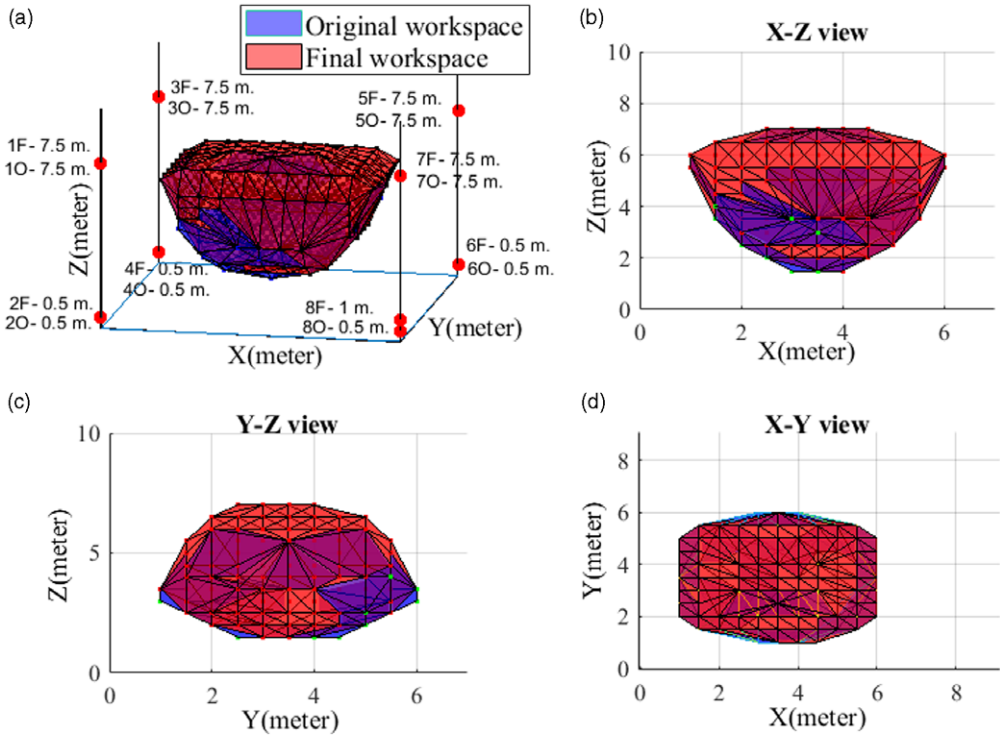 (a)
Original workspace
Final workspace
3F- 7.5 m.
3O- 7.5 m.
5F- 7.5 m.
5O- 7.5 m.
1F- 7.5 m.
1O- 7.5 m.
7F- 7.5 m.
7O- 7.5 m.
Z(meter)
4F- 0.5 m.
4O- 0.5 m.
6F- 0.5 m.
6O- 0.5 m.
2F- 0.5 m.
2O- 0.5 m.
8F- 1 m.
8O- 0.5 m.
Y(meter)
X(meter)
(b)
X-Z view
10
8
6
4
2
0
Z(meter)
0 2 4 6
X(meter)
(c)
Y-Z view
10
5
0
Z(meter)
0 2 4 6
Y(meter)
(d)
X-Y view
8
6
4
2
0
Y(meter)
0 2 4 6 8
X(meter)